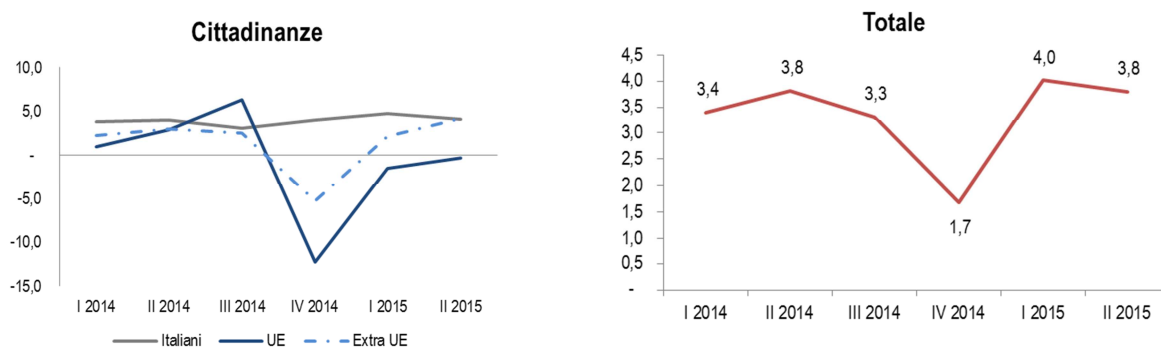 Cittadinanze
10,0
5,0
-
-5,0
-10,0
-15,0
I 2014 II 2014 III 2014 IV 2014 I 2015 II 2015
Italiani UE Extra UE
Totale
4,5
4,0
3,5
3,0
2,5
2,0
1,5
1,0
0,5
-
3,4 3,8 3,3 1,7 4,0 3,8
I 2014 II 2014 III 2014 IV 2014 I 2015 II 2015